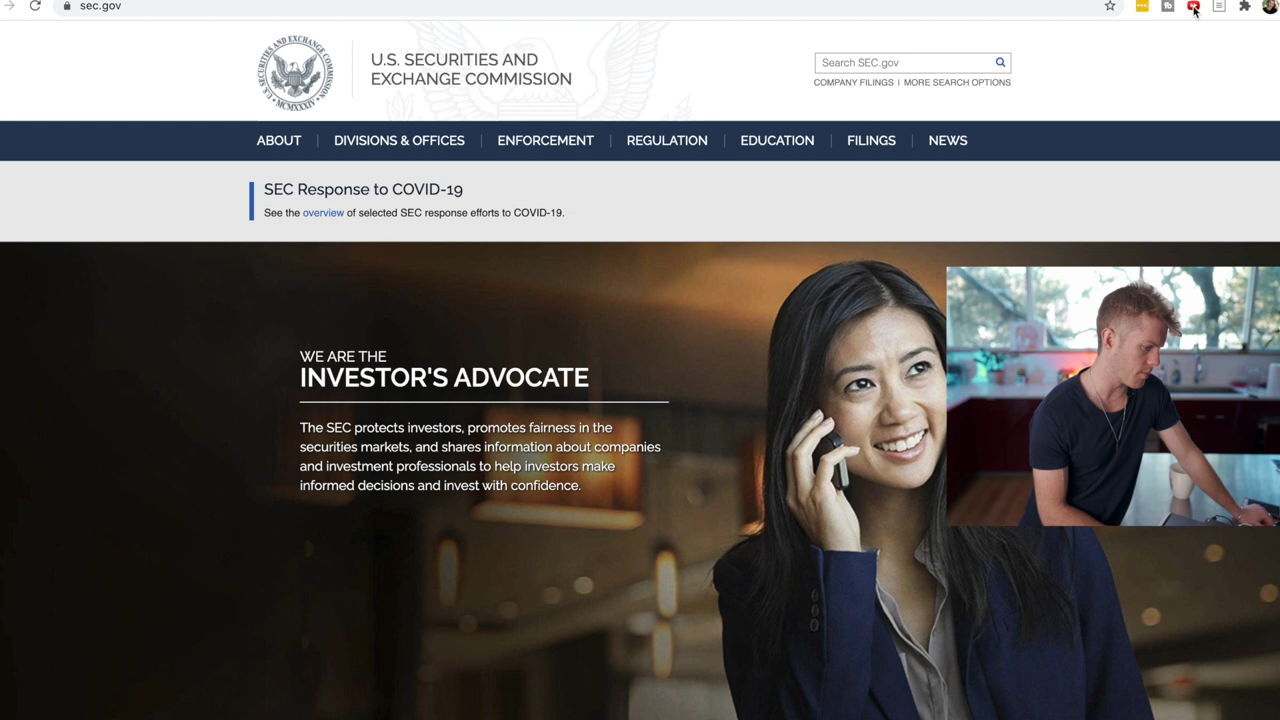 sec.gov
U.S. SECURITIES AND EXCHANGE COMMISSION
MCMXXXIV
U.S. SECURITIES AND
EXCHANGE COMMISSION
Search SEC.gov
COMPANY FILINGS | MORE SEARCH OPTIONS
ABOUT | DIVISIONS & OFFICES | ENFORCEMENT | REGULATION | EDUCATION | FILINGS | NEWS
SEC Response to COVID-19
See the overview of selected SEC response efforts to COVID-19.
WE ARE THE
INVESTOR'S ADVOCATE
The SEC protects investors, promotes fairness in the
securities markets, and shares information about companies
and investment professionals to help investors make
informed decisions and invest with confidence.